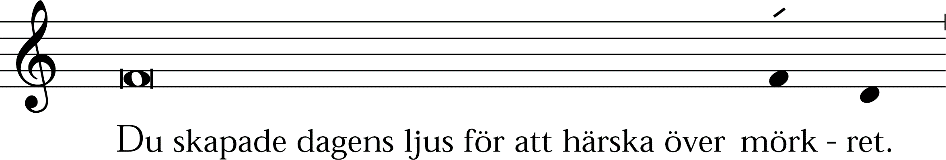 Du skapade dagens ljus för att härska över mörk - ret.